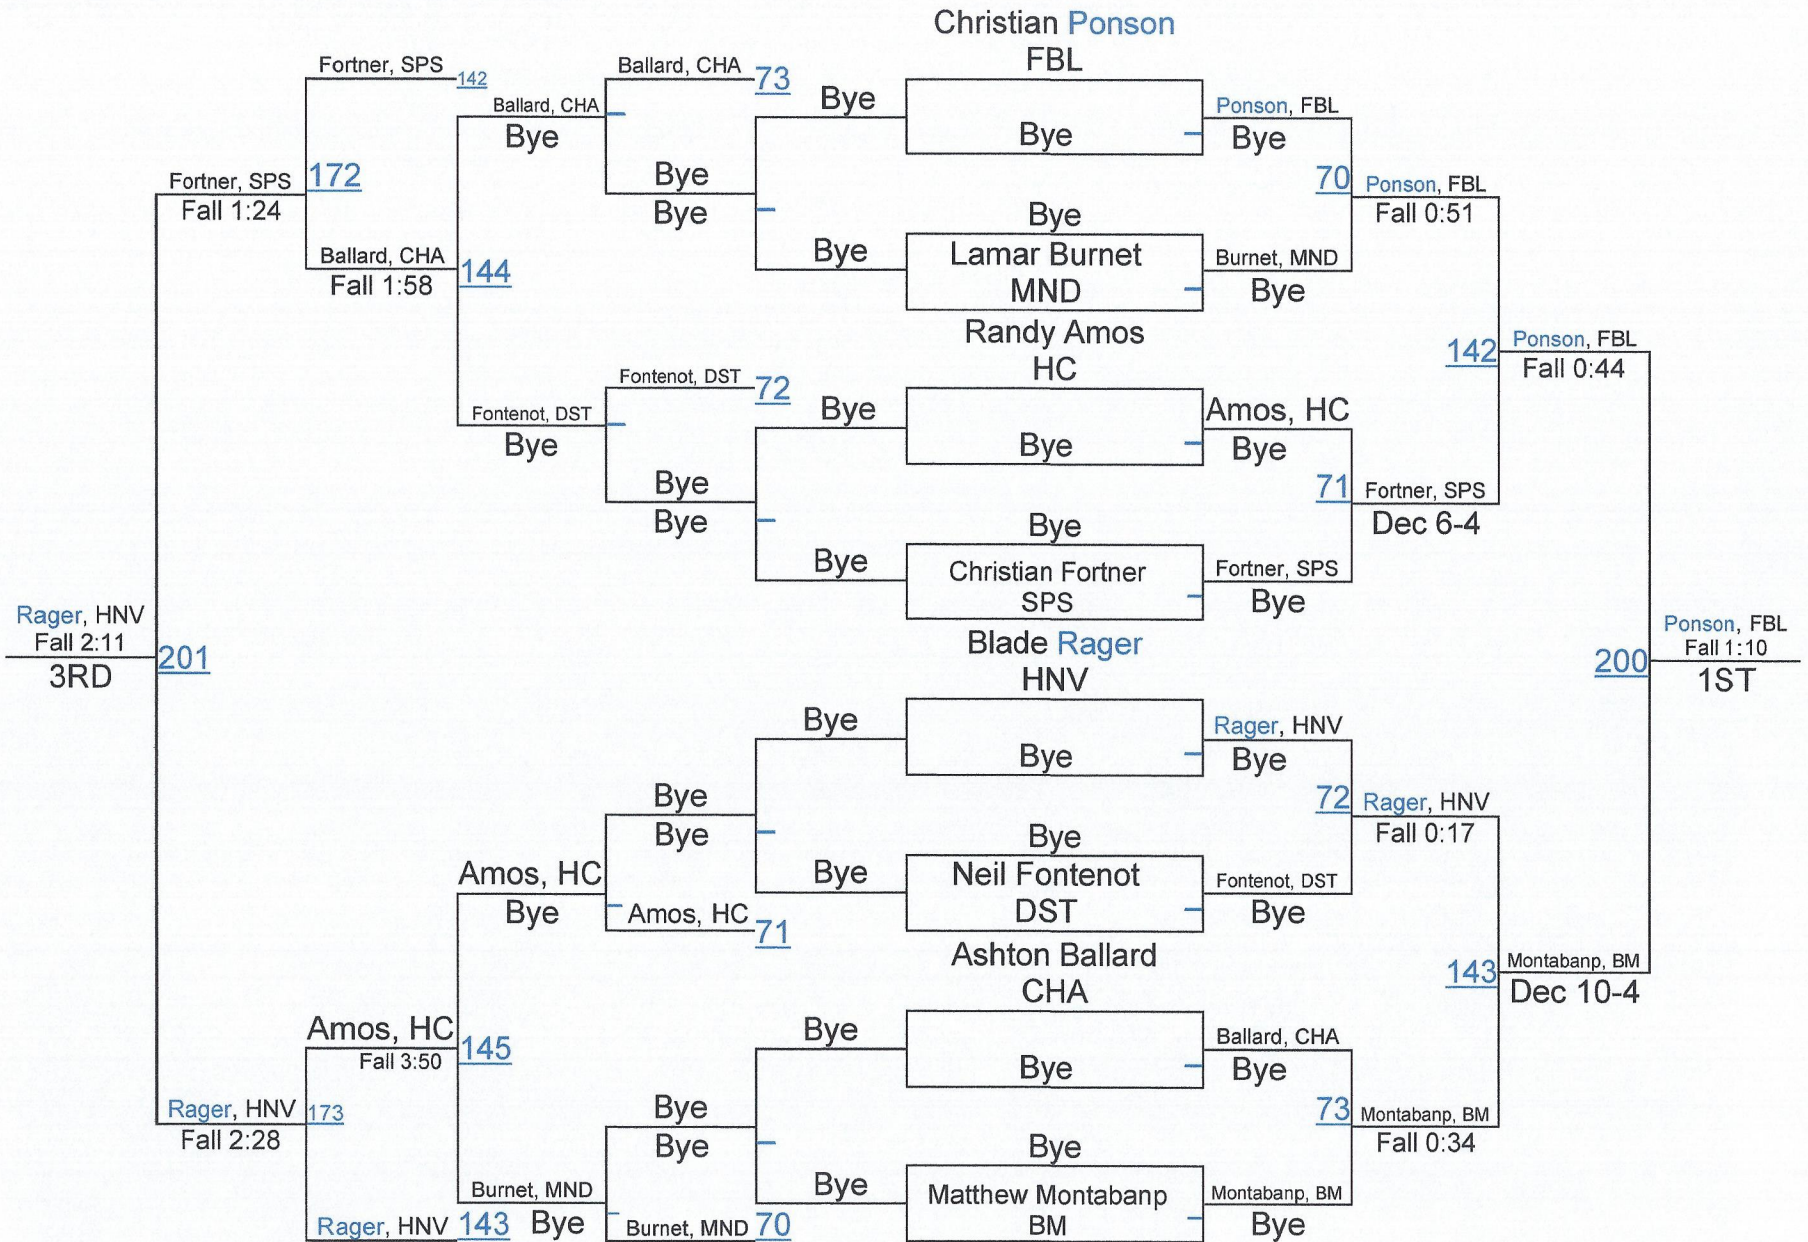 Christian Ponson
FBL
Fortner, SPS 142
Ballard, CHA 73
Ballard, CHA
Bye
Bye
Bye
Ponson, FBL
Bye
Fortner, SPS 172
Fall 1:24
Bye
Bye
70
Ponson, FBL
Fall 0:51
Bye
Ballard, CHA 144
Fall 1:58
Bye
Lamar Burnet
MND
Burnet, MND
Bye
Randy Amos
HC
142
Ponson, FBL
Fall 0:44
Fontenot, DST 72
Fontenot, DST
Bye
Bye
Bye
Amos, HC
Bye
Bye
Bye
71
Fortner, SPS
Dec 6-4
Bye
Bye
Christian Fortner
SPS
Fortner, SPS
Bye
Rager, HNV
Fall 2:11
3RD
201
Blade Rager
HNV
200
Ponson, FBL
Fall 1:10
1ST
Bye
Bye
Rager, HNV
Bye
Bye
Bye
72
Rager, HNV
Fall 0:17
Bye
Amos, HC
Bye
Bye
Neil Fontenot
DST
Fontenot, DST
Bye
Amos, HC 71
Ashton Ballard
CHA
143
Montabanp, BM
Dec 10-4
Amos, HC 145
Fall 3:50
Bye
Bye
Ballard, CHA
Bye
Rager, HNV 173
Fall 2:28
Bye
Bye
73
Montabanp, BM
Fall 0:34
Bye
Burnet, MND
Bye
Bye
Matthew Montabanp
BM
Montabanp, BM
Bye
Rager, HNV 143
Burnet, MND 70